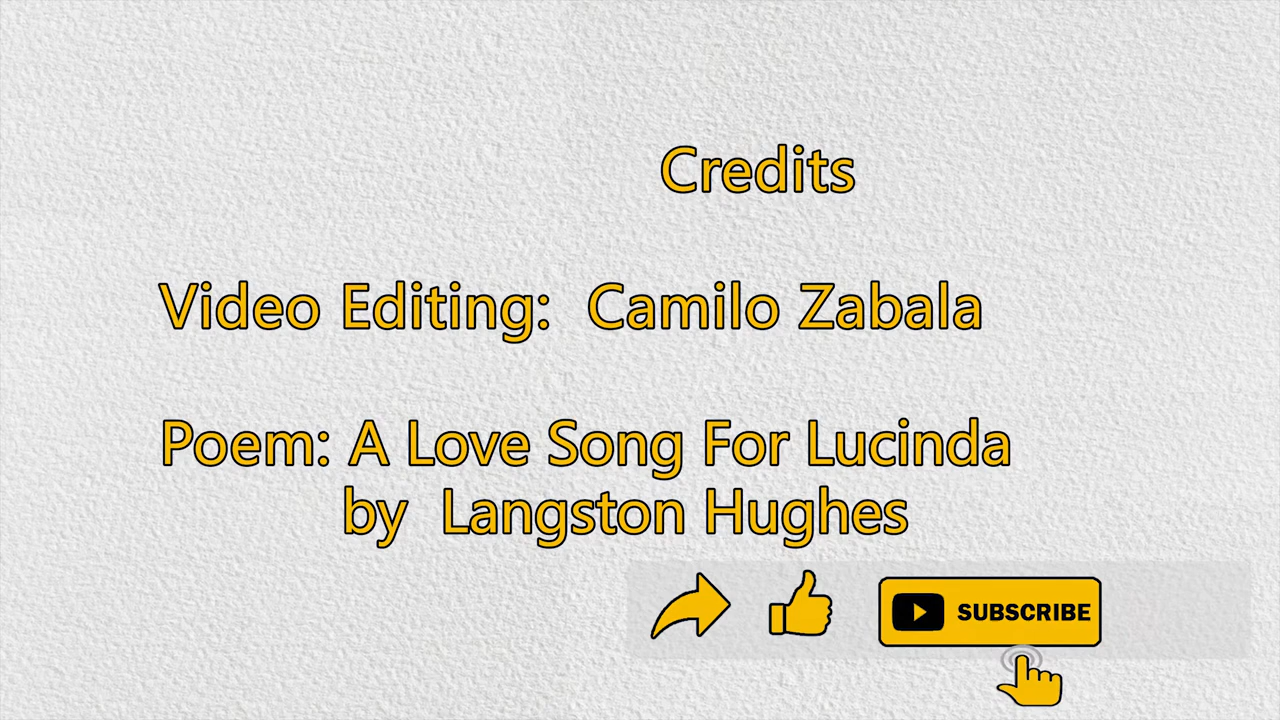 Credits
Video Editing: Camilo Zabala
Poem: A Love Song For Lucinda
by Langston Hughes
SUBSCRIBE